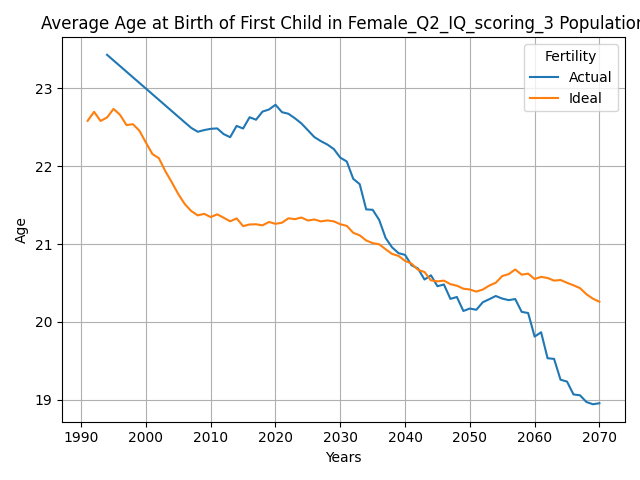 Average Age at Birth of First Child in Female_Q2_IQ_scoring_3 Population
Fertility
Actual
Ideal
23
22
21
20
19
Age
1990 2000 2010 2020 2030 2040 2050 2060 2070
Years